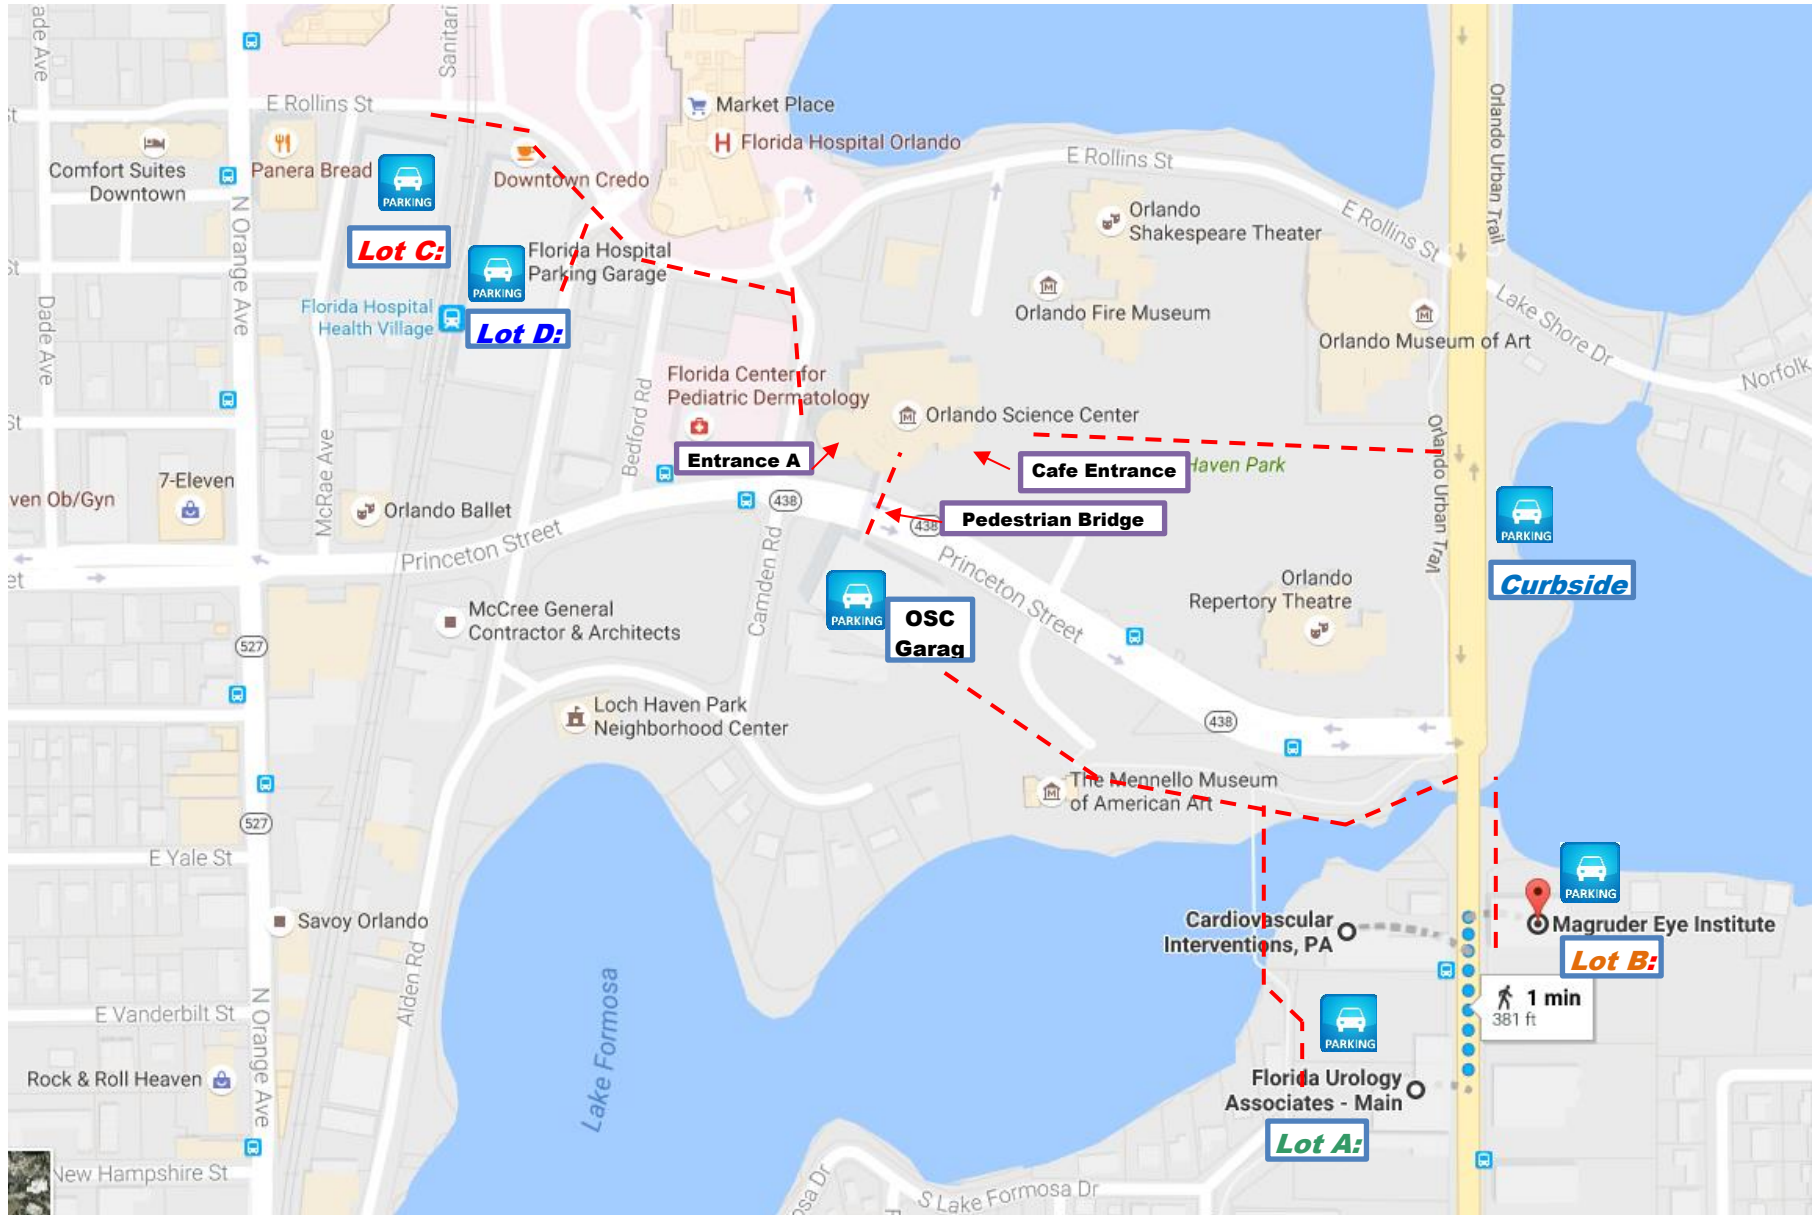 Dade Ave
Sanitari
E Rollins St
Market Place
Florida Hospital Orlando
Comfort Suites
Downtown
Panera Bread
PARKING
Downtown Credo
E Rollins St
Orlando Urban Trail
N Orange Ave
Orlando
Shakespeare Theater
E Rollins St
Lot C:
Florida Hospital
Parking Garage
PARKING
Lot D:
Florida Hospital
Health Village
Dade Ave
Orlando Fire Museum
Orlando Museum of Art
Lake Shore Dr
Norfolk
Florida Center for
Pediatric Dermatology
Bedford Rd
Orlando Science Center
Orlando Urban Trail
Entrance A
Cafe Entrance
Haven Park
ven Ob/Gyn
7-Eleven
McRae Ave
Orlando Ballet
438
438
Pedestrian Bridge
PARKING
Curbside
Princeton Street
Princeton Street
et
McCree General
Contractor & Architects
Camden Rd
PARKING
OSC
Garag
Orlando
Repertory Theatre
527
Loch Haven Park
Neighborhood Center
438
The Mennello Museum
of American Art
527
E Yale St
PARKING
Savoy Orlando
Cardiovascular
Interventions, PA
Magruder Eye Institute
Lot B:
Alden Rd
Lake Formosa
1 min
381 ft
PARKING
E Vanderbilt St
N Orange Ave
Rock & Roll Heaven
Florida Urology
Associates - Main
Lot A:
New Hampshire St
osa Dr
S Lake Formosa Dr